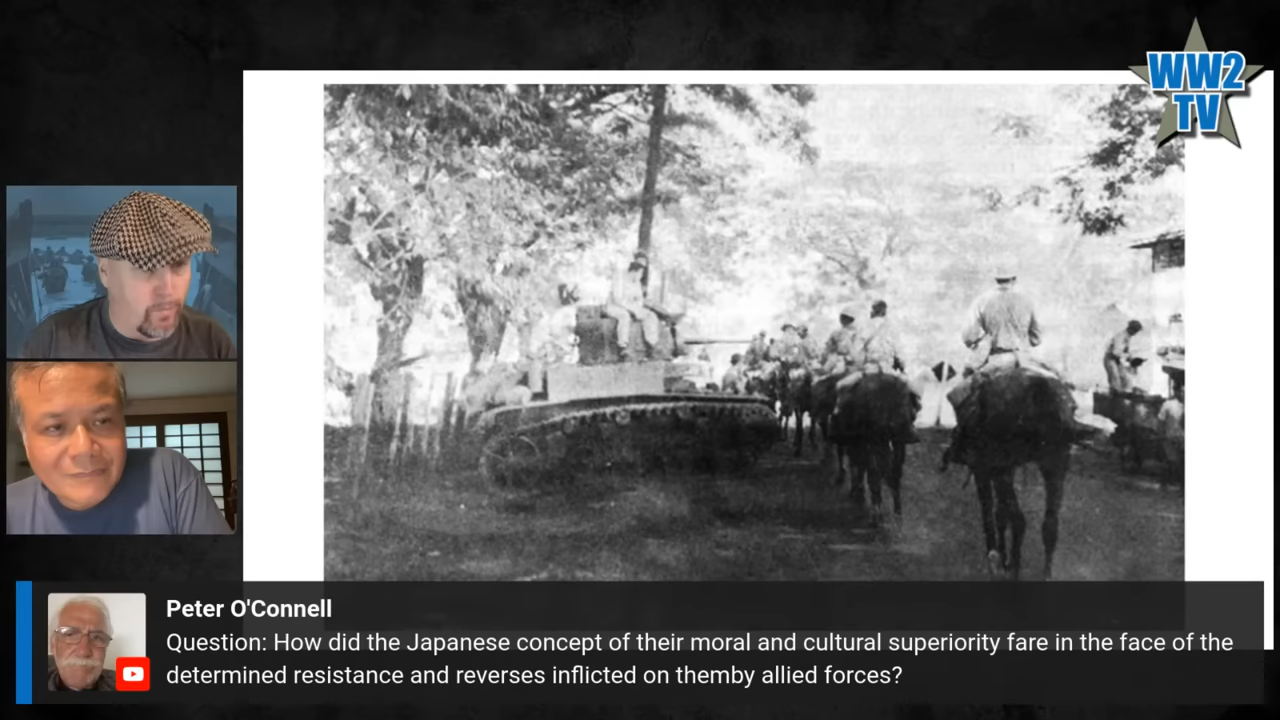 WW2
TV
Peter O'Connell
Question: How did the Japanese concept of their moral and cultural superiority fare in the face of the
determined resistance and reverses inflicted on themby allied forces?